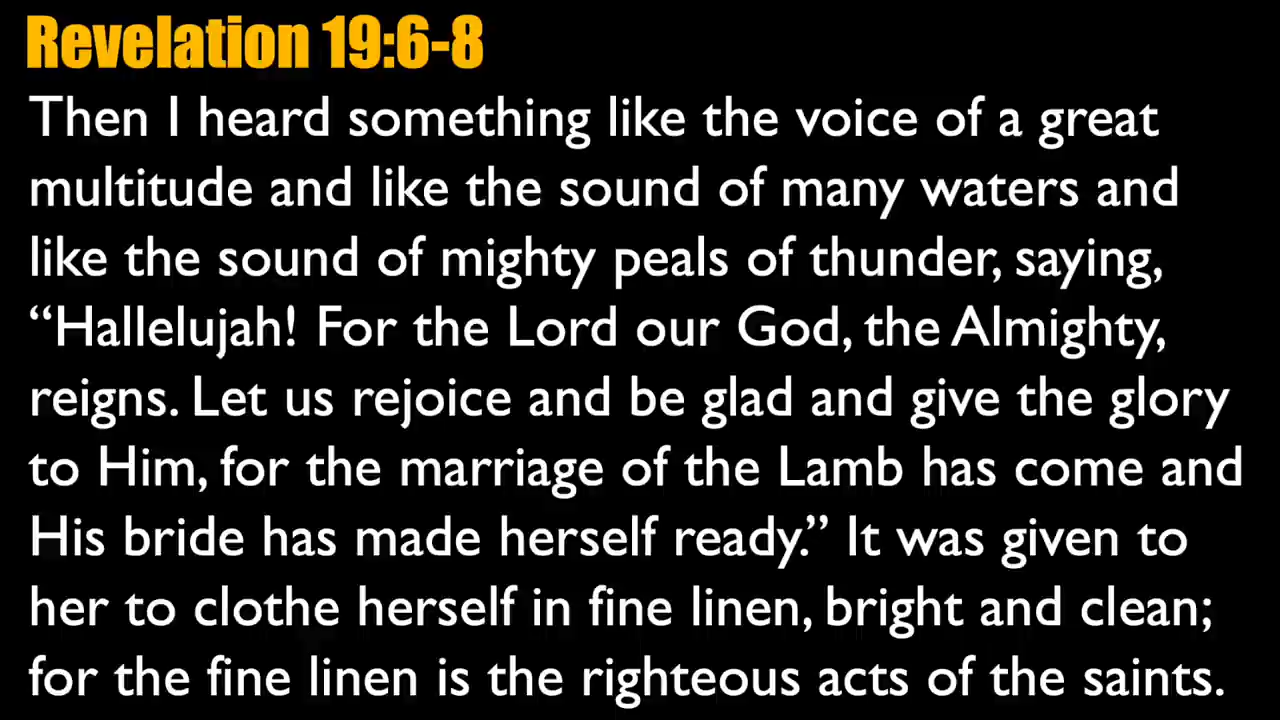 Revelation 19:6-8
Then I heard something like the voice of a great
multitude and like the sound of many waters and
like the sound of mighty peals of thunder, saying,
“Hallelujah! For the Lord our God, the Almighty,
reigns. Let us rejoice and be glad and give the glory
to Him, for the marriage of the Lamb has come and
His bride has made herself ready.” It was given to
her to clothe herself in fine linen, bright and clean;
for the fine linen is the righteous acts of the saints.